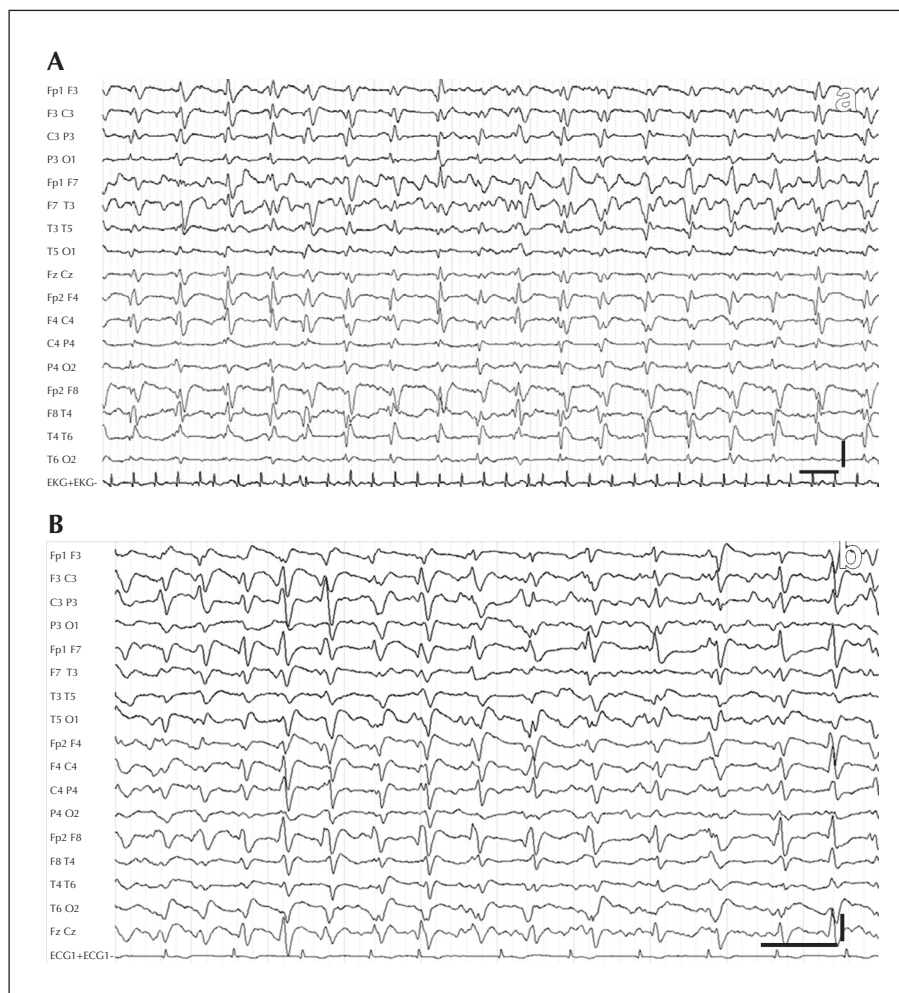 A
a
Fp1 F3
F3 C3
C3 P3
P3 O1
Fp1 F7
F7 T3
T3 T5
T5 O1
Fz Cz
Fp2 F4
F4 C4
C4 P4
P4 O2
Fp2 F8
F8 T4
T4 T6
T6 O2
EKG+EKG-
B
b
Fp1 F3
F3 C3
C3 P3
P3 O1
Fp1 F7
F7 T3
T3 T5
T5 O1
Fp2 F4
F4 C4
C4 P4
P4 O2
Fp2 F8
F8 T4
T4 T6
T6 O2
Fz Cz
ECG1+ECG1-